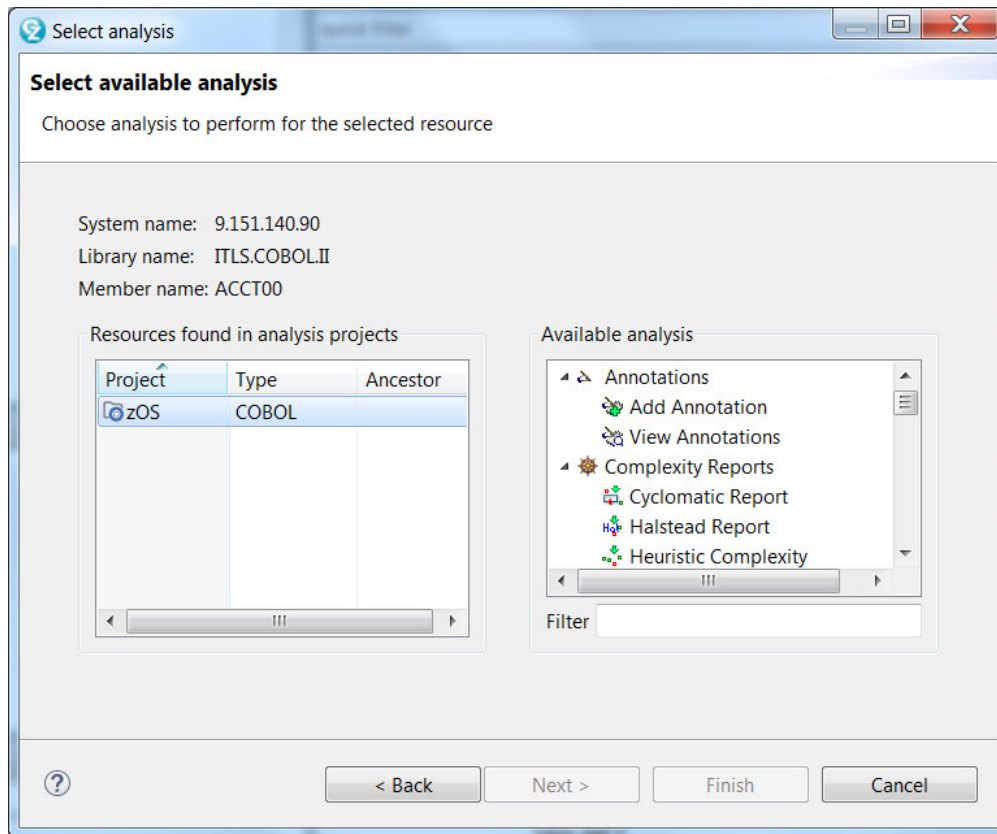 Select analysis
Select available analysis
Choose analysis to perform for the selected resource
System name: 9.151.140.90
Library name: ITLS.COBOL.II
Member name: ACCT00
Resources found in analysis projects
Project Type Ancestor
zOS COBOL
Available analysis
Annotations
Add Annotation
View Annotations
Complexity Reports
Cyclomatic Report
Halstead Report
Heuristic Complexity
Filter
< Back Next > Finish Cancel